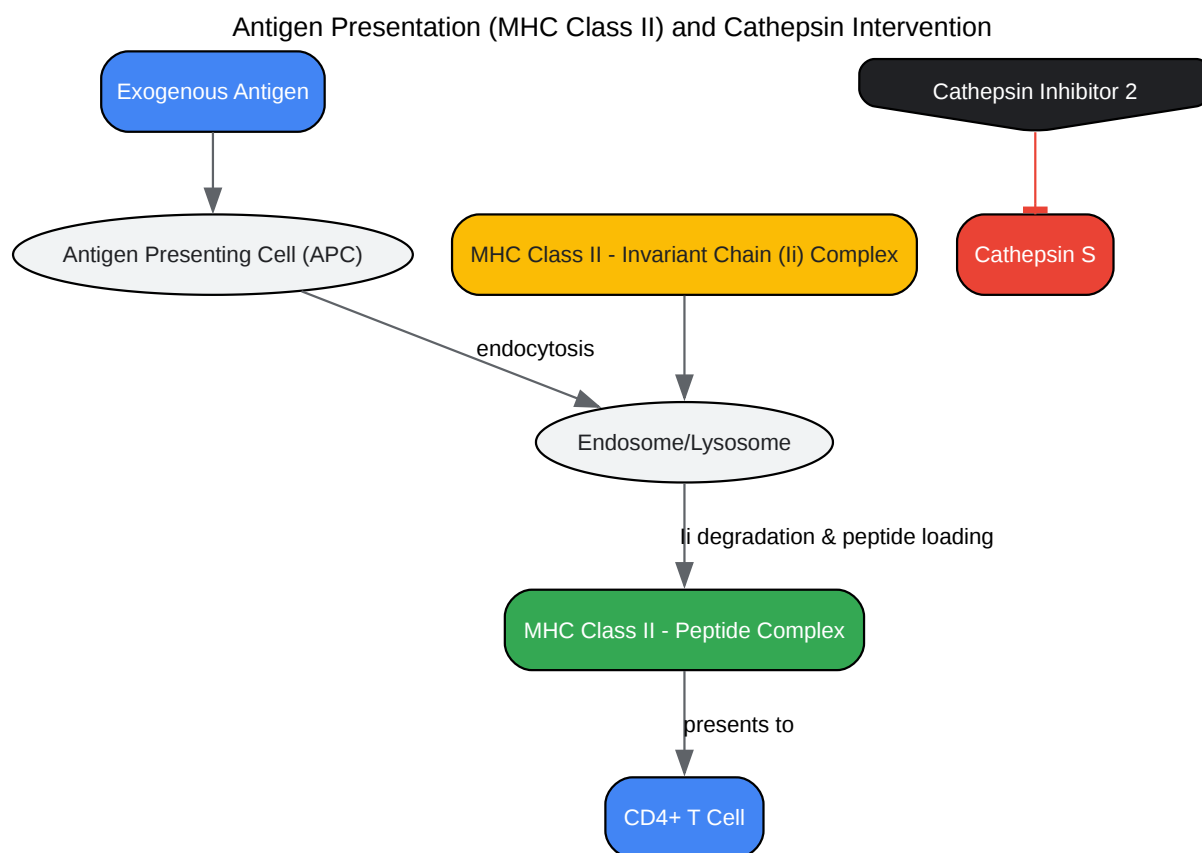 Antigen Presentation (MHC Class II) and Cathepsin Intervention
Exogenous Antigen
Cathepsin Inhibitor 2
Antigen Presenting Cell (APC)
MHC Class II - Invariant Chain (Ii) Complex
Cathepsin S
endocytosis
Endosome/Lysosome
Ii degradation & peptide loading
MHC Class II - Peptide Complex
presents to
CD4+ T Cell